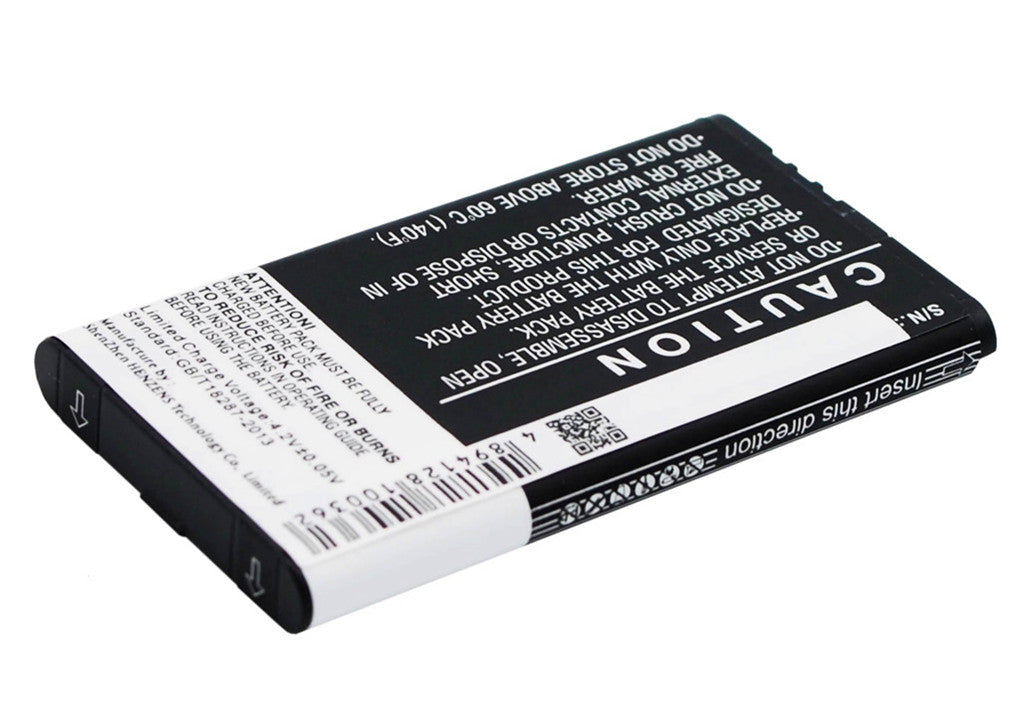 CAUTION
•DO NOT ATTEMPT TO DISASSEMBLE, OPEN
OR SERVICE THE BATTERY PACK.
•REPLACE ONLY WITH THE BATTERY PACK
DESIGNATED FOR THIS PRODUCT.
•DO NOT CRUSH, PUNCTURE, SHORT
EXTERNAL CONTACTS OR DISPOSE OF IN
FIRE OR WATER.
•DO NOT STORE ABOVE 60°C (140°F).
S/N.:
Insert this direction
ATTENTION!
NEW BATTERY PACK MUST BE FULLY
CHARGED BEFORE USE.
TO REDUCE RISK OF FIRE OR BURNS
READ INSTRUCTIONS IN OPERATING GUIDE
RE USING THE BATTERY.
Limited Charge Voltage:4.2V±0.05V
Standard: GB/T18287-2013
Manufacture by:
ShenZhen HENZENS Technology Co., Limited
4 894128 100362